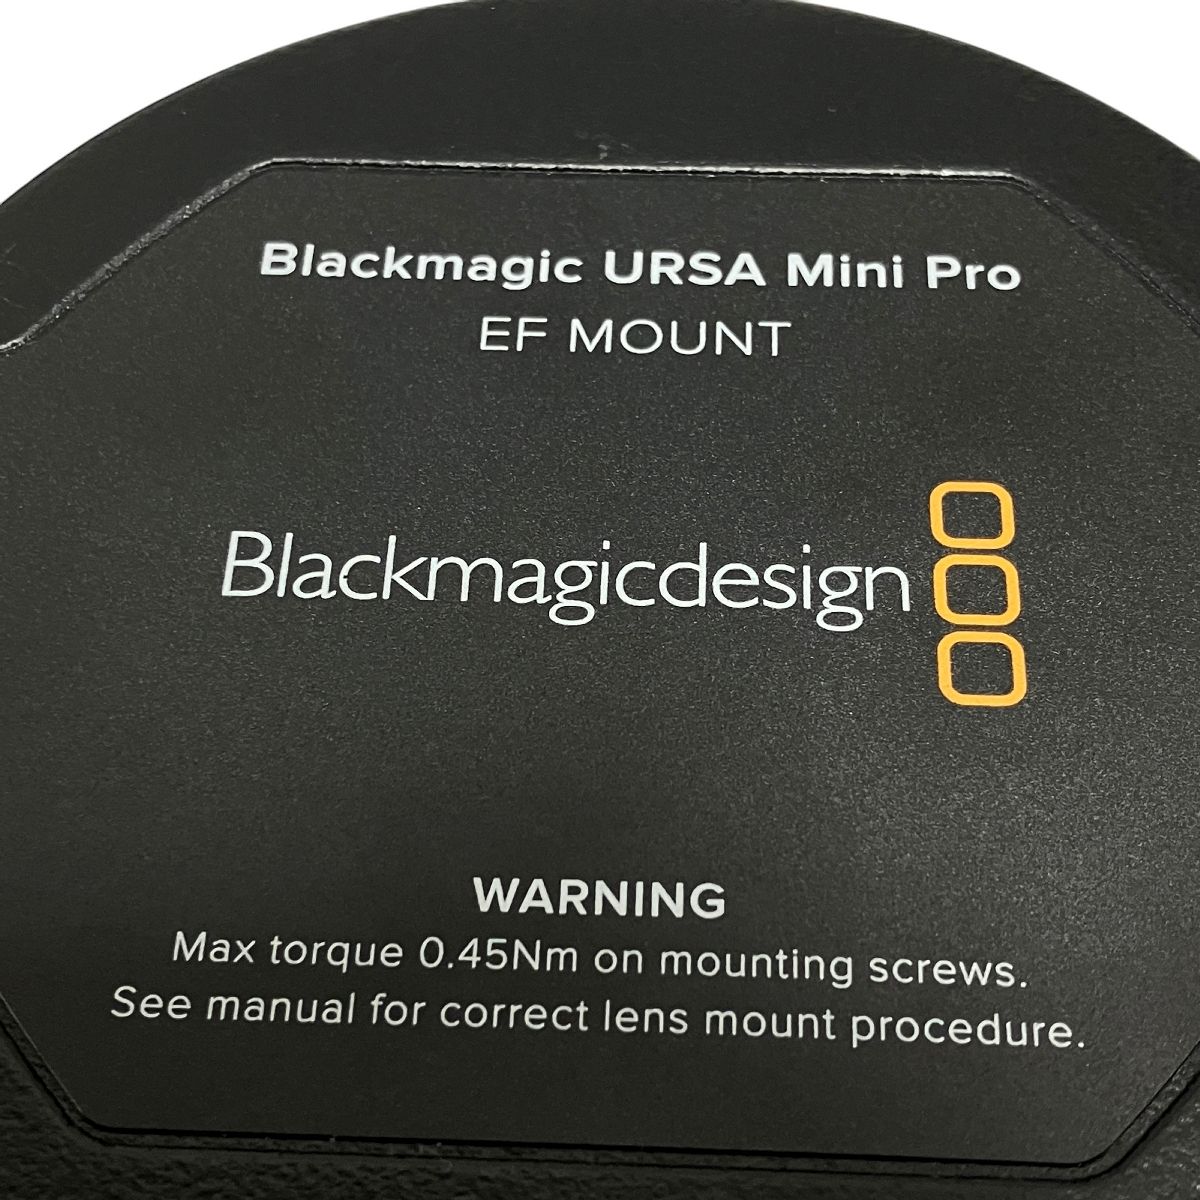 Blackmagic URSA Mini Pro
EF MOUNT
Blackmagicdesign
WARNING
Max torque 0.45Nm on mounting screws.
See manual for correct lens mount procedure.